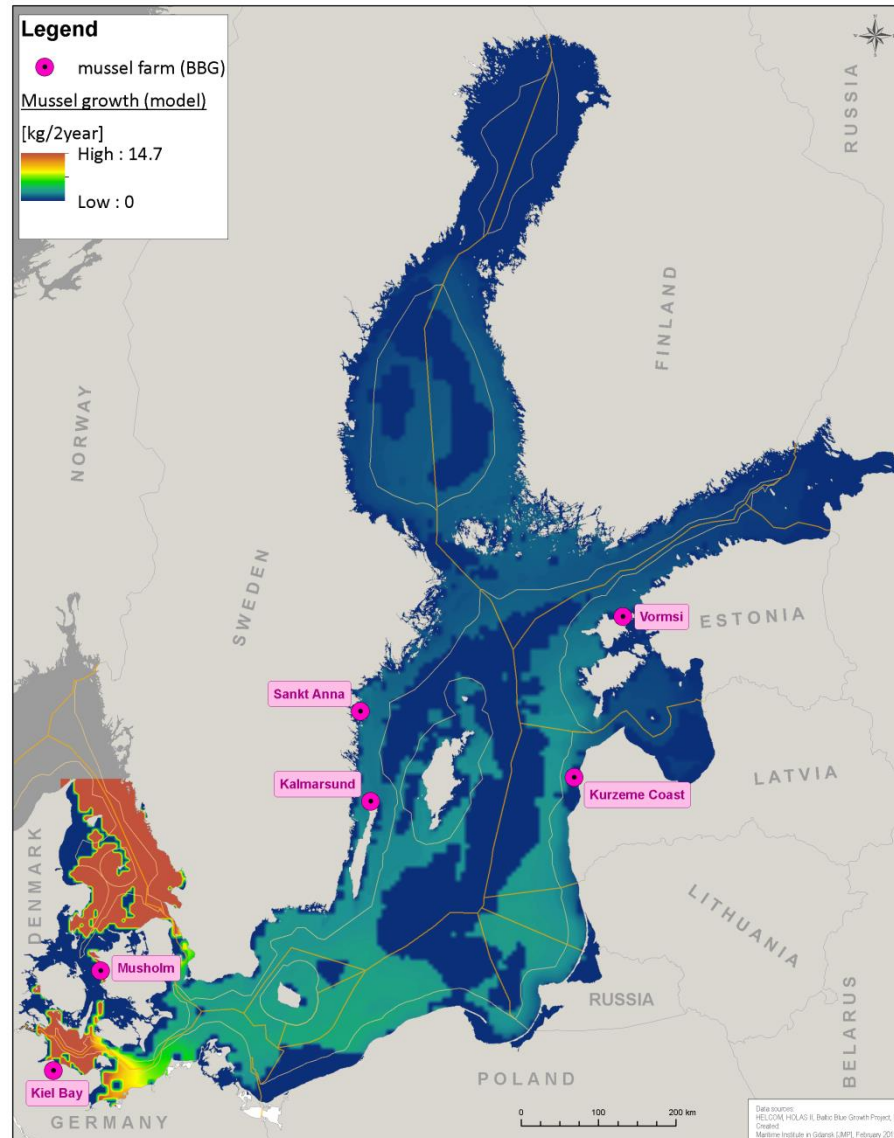 Legend
mussel farm (BBG)
Mussel growth (model)
[kg/2year]
High : 14.7
Low : 0
RUSSIA
FINLAND
NORWAY
SWEDEN
Vormsi
ESTONIA
Sankt Anna
Kalmarsund
Kurzeme Coast
LATVIA
DENMARK
LITHUANIA
Musholm
RUSSIA
BELARUS
Kiel Bay
POLAND
GERMANY
0 100 200 km
Data sources:
HELCOM, HOLAS II, Baltic Blue Growth Project,
Created:
Maritime Institute in Gdańsk (JMP), February